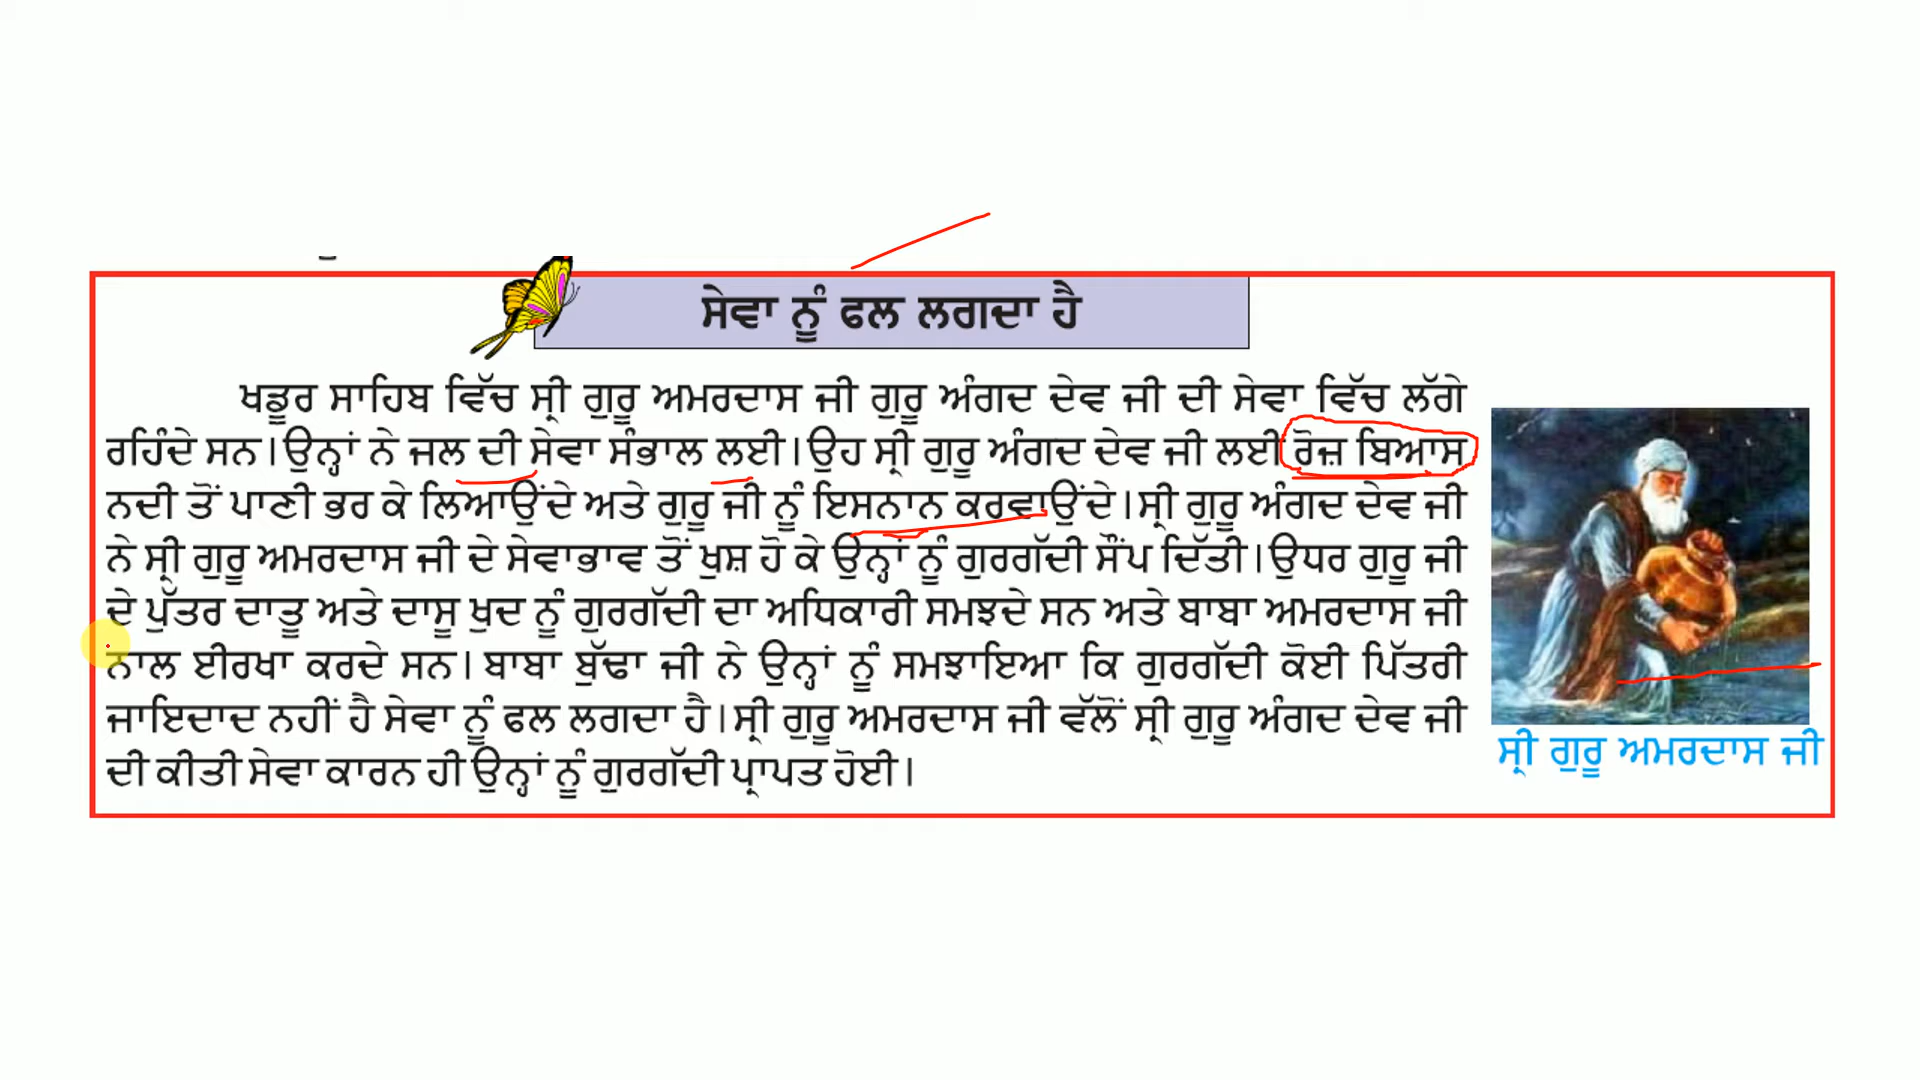 ਸੇਵਾ ਨੂੰ ਫਲ ਲਗਦਾ ਹੈ
ਖਡੂਰ ਸਾਹਿਬ ਵਿੱਚ ਸ੍ਰੀ ਗੁਰੂ ਅਮਰਦਾਸ ਜੀ ਗੁਰੂ ਅੰਗਦ ਦੇਵ ਜੀ ਦੀ ਸੇਵਾ ਵਿੱਚ ਲੱਗੇ
ਰਹਿੰਦੇ ਸਨ। ਉਨ੍ਹਾਂ ਨੇ ਜਲ ਦੀ ਸੇਵਾ ਸੰਭਾਲ ਲਈ। ਉਹ ਸ੍ਰੀ ਗੁਰੂ ਅੰਗਦ ਦੇਵ ਜੀ ਲਈ ਰੋਜ਼ ਬਿਆਸ
ਨਦੀ ਤੋਂ ਪਾਣੀ ਭਰ ਕੇ ਲਿਆਉਂਦੇ ਅਤੇ ਗੁਰੂ ਜੀ ਨੂੰ ਇਸਨਾਨ ਕਰਵਾਉਂਦੇ। ਸ੍ਰੀ ਗੁਰੂ ਅੰਗਦ ਦੇਵ ਜੀ
ਨੇ ਸ੍ਰੀ ਗੁਰੂ ਅਮਰਦਾਸ ਜੀ ਦੇ ਸੇਵਾਭਾਵ ਤੋਂ ਖੁਸ਼ ਹੋ ਕੇ ਉਨ੍ਹਾਂ ਨੂੰ ਗੁਰਗੱਦੀ ਸੌਂਪ ਦਿੱਤੀ। ਉਧਰ ਗੁਰੂ ਜੀ
ਦੇ ਪੁੱਤਰ ਦਾਤੂ ਅਤੇ ਦਾਸੂ ਖੁਦ ਨੂੰ ਗੁਰਗੱਦੀ ਦਾ ਅਧਿਕਾਰੀ ਸਮਝਦੇ ਸਨ ਅਤੇ ਬਾਬਾ ਅਮਰਦਾਸ ਜੀ
ਨਾਲ ਈਰਖਾ ਕਰਦੇ ਸਨ। ਬਾਬਾ ਬੁੱਢਾ ਜੀ ਨੇ ਉਨ੍ਹਾਂ ਨੂੰ ਸਮਝਾਇਆ ਕਿ ਗੁਰਗੱਦੀ ਕੋਈ ਪਿੱਤਰੀ
ਜਾਇਦਾਦ ਨਹੀਂ ਹੈ ਸੇਵਾ ਨੂੰ ਫਲ ਲਗਦਾ ਹੈ। ਸ੍ਰੀ ਗੁਰੂ ਅਮਰਦਾਸ ਜੀ ਵੱਲੋਂ ਸ੍ਰੀ ਗੁਰੂ ਅੰਗਦ ਦੇਵ ਜੀ
ਦੀ ਕੀਤੀ ਸੇਵਾ ਕਾਰਨ ਹੀ ਉਨ੍ਹਾਂ ਨੂੰ ਗੁਰਗੱਦੀ ਪ੍ਰਾਪਤ ਹੋਈ।
ਸ੍ਰੀ ਗੁਰੂ ਅਮਰਦਾਸ ਜੀ